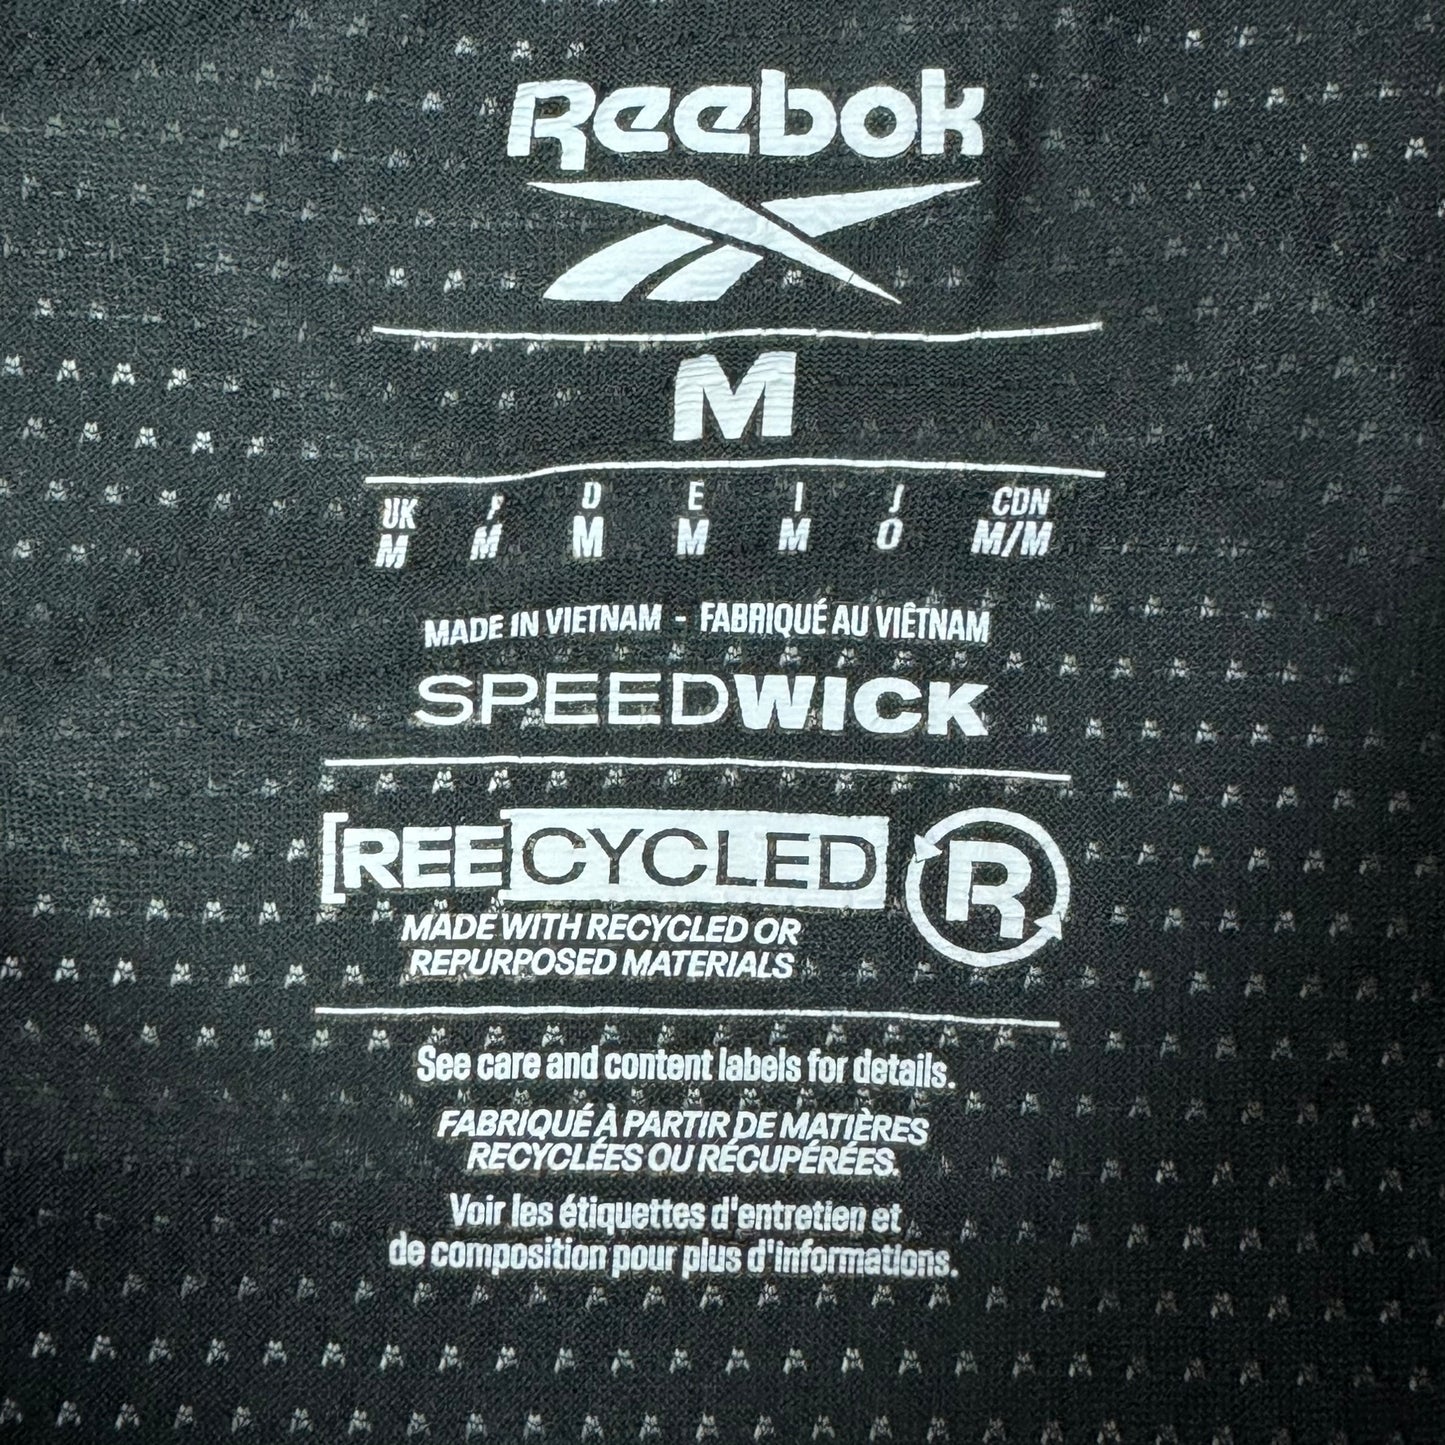 Reebok
M
UK F D E I J CDN
M M M M M O M/M
MADE IN VIETNAM - FABRIQUÉ AU VIÊTNAM
SPEEDWICK
[REECYCLED] R
MADE WITH RECYCLED OR
REPURPOSED MATERIALS
See care and content labels for details.
FABRIQUÉ À PARTIR DE MATIÈRES
RECYCLÉES OU RÉCUPÉRÉES.
Voir les étiquettes d'entretien et
de composition pour plus d'informations.